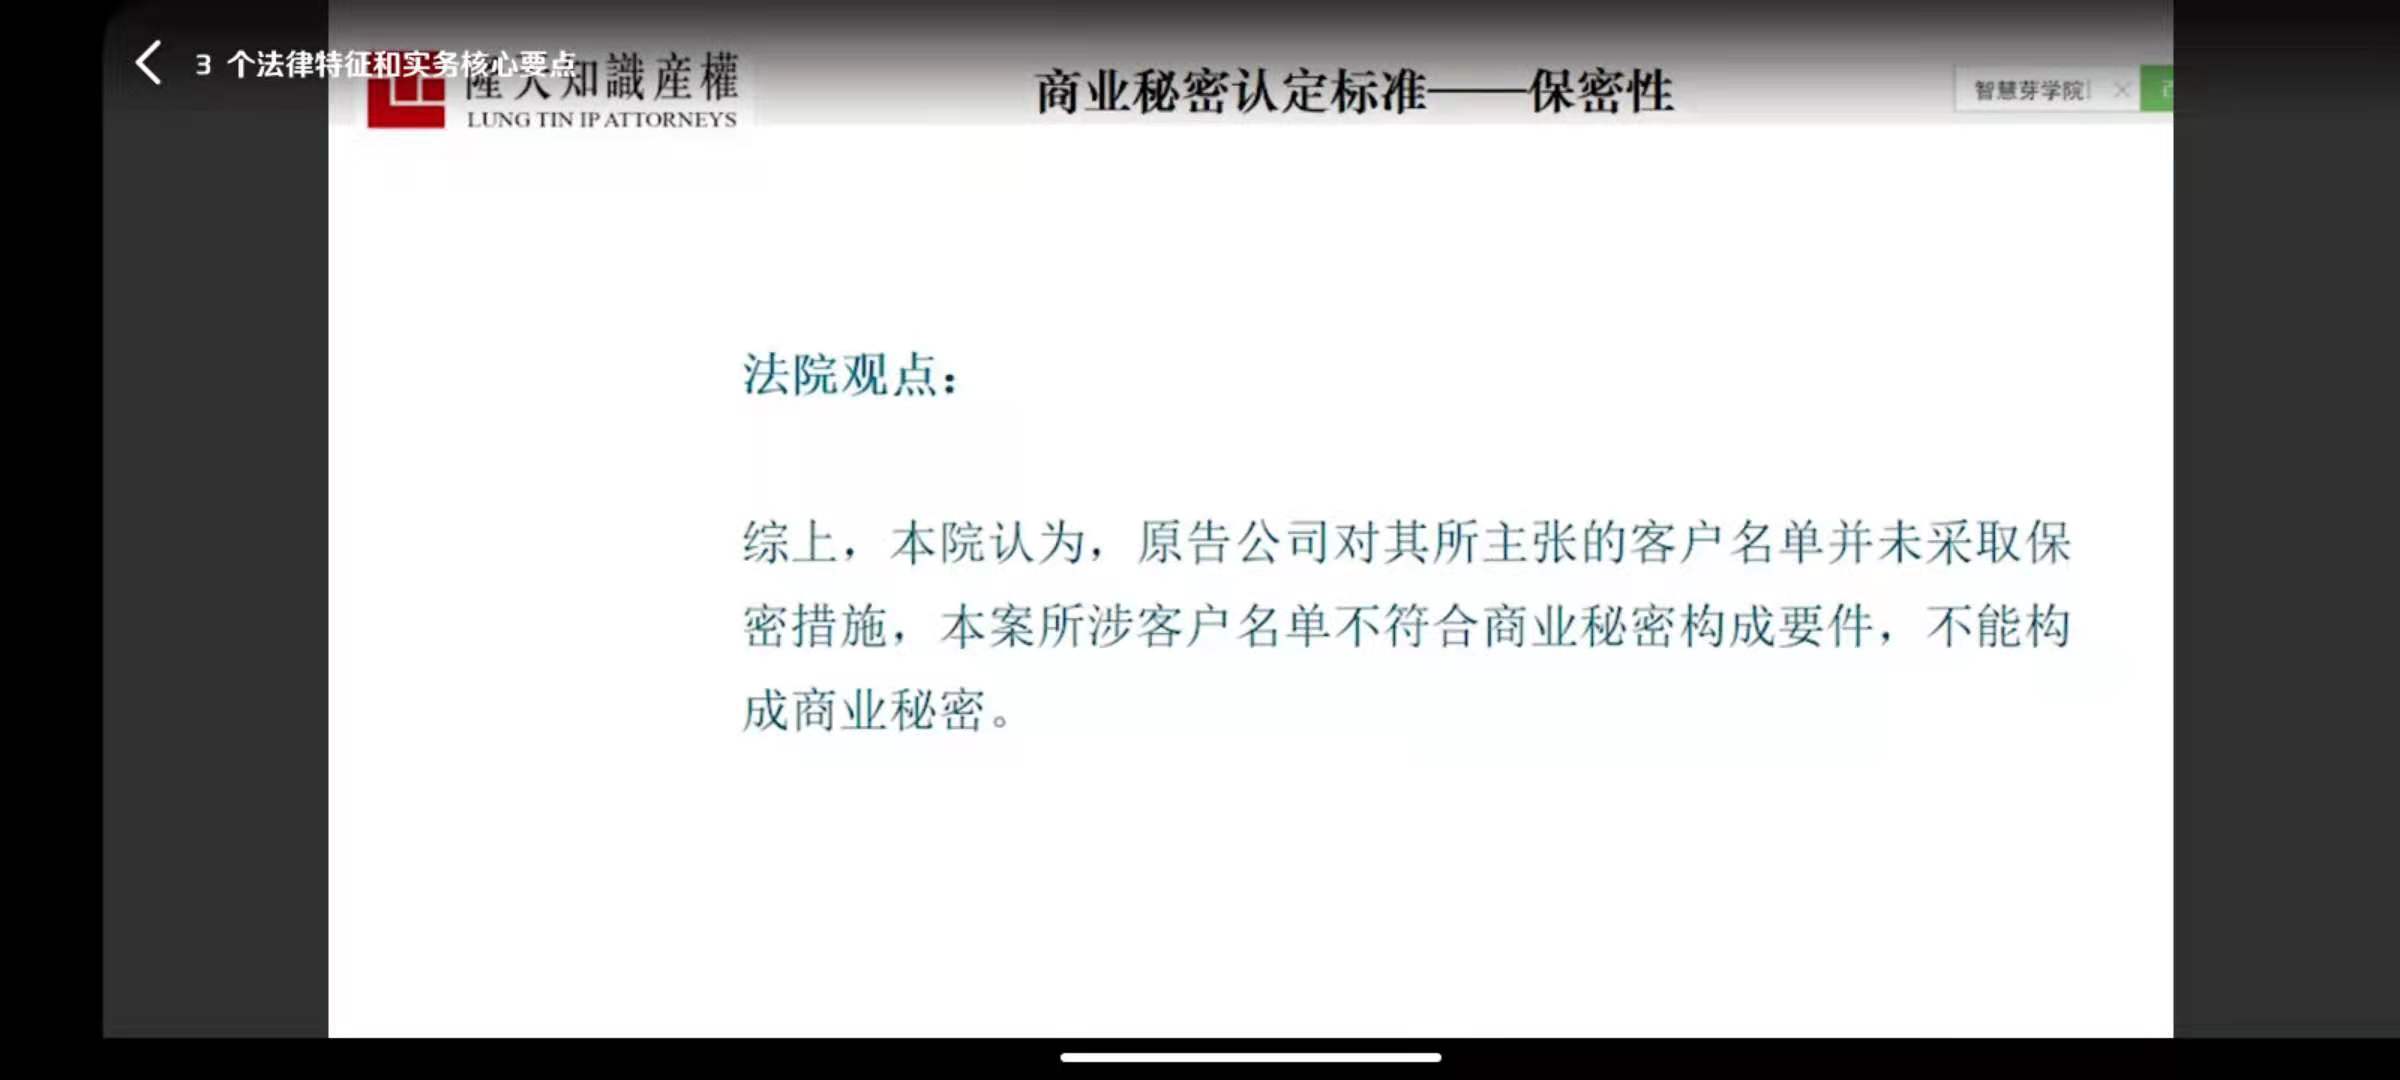 3 个法律特征和实务核心要点
隆天知識産權
LUNG TIN IP ATTORNEYS
商业秘密认定标准——保密性
智慧芽学院
法院观点：
综上，本院认为，原告公司对其所主张的客户名单并未采取保
密措施，本案所涉客户名单不符合商业秘密构成要件，不能构
成商业秘密。